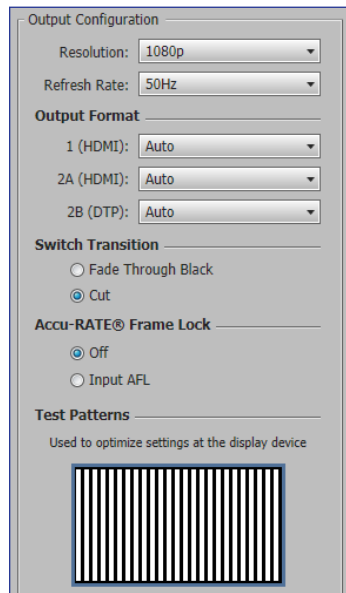 Output Configuration
Resolution: 1080p
Refresh Rate: 50Hz
Output Format
1 (HDMI): Auto
2A (HDMI): Auto
2B (DTP): Auto
Switch Transition
Fade Through Black
Cut
Accu-RATE® Frame Lock
Off
Input AFL
Test Patterns
Used to optimize settings at the display device